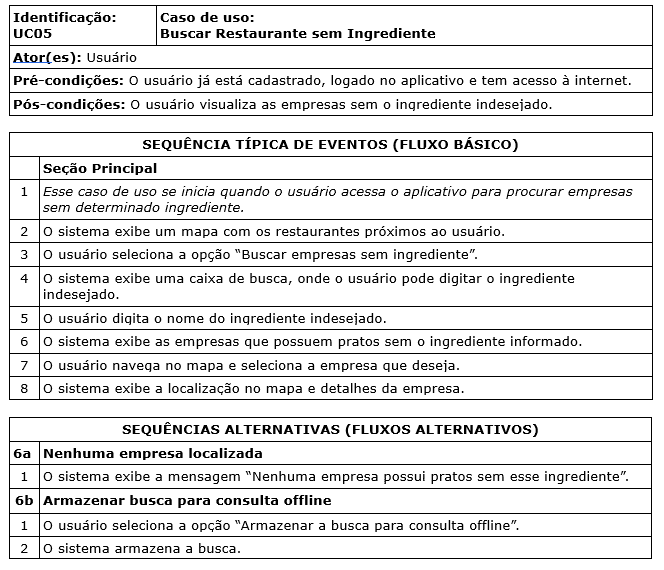 Identificação:
UC05
Caso de uso:
Buscar Restaurante sem Ingrediente
Ator(es): Usuário
Pré-condições: O usuário já está cadastrado, logado no aplicativo e tem acesso à internet.
Pós-condições: O usuário visualiza as empresas sem o ingrediente indesejado.
SEQUÊNCIA TÍPICA DE EVENTOS (FLUXO BÁSICO)
Seção Principal
1 Esse caso de uso se inicia quando o usuário acessa o aplicativo para procurar empresas
sem determinado ingrediente.
2 O sistema exibe um mapa com os restaurantes próximos ao usuário.
3 O usuário seleciona a opção “Buscar empresas sem ingrediente”.
4 O sistema exibe uma caixa de busca, onde o usuário pode digitar o ingrediente
indesejado.
5 O usuário digita o nome do ingrediente indesejado.
6 O sistema exibe as empresas que possuem pratos sem o ingrediente informado.
7 O usuário navega no mapa e seleciona a empresa que deseja.
8 O sistema exibe a localização no mapa e detalhes da empresa.
SEQUÊNCIAS ALTERNATIVAS (FLUXOS ALTERNATIVOS)
6a Nenhuma empresa localizada
1 O sistema exibe a mensagem “Nenhuma empresa possui pratos sem esse ingrediente”.
6b Armazenar busca para consulta offline
1 O usuário seleciona a opção “Armazenar a busca para consulta offline”.
2 O sistema armazena a busca.